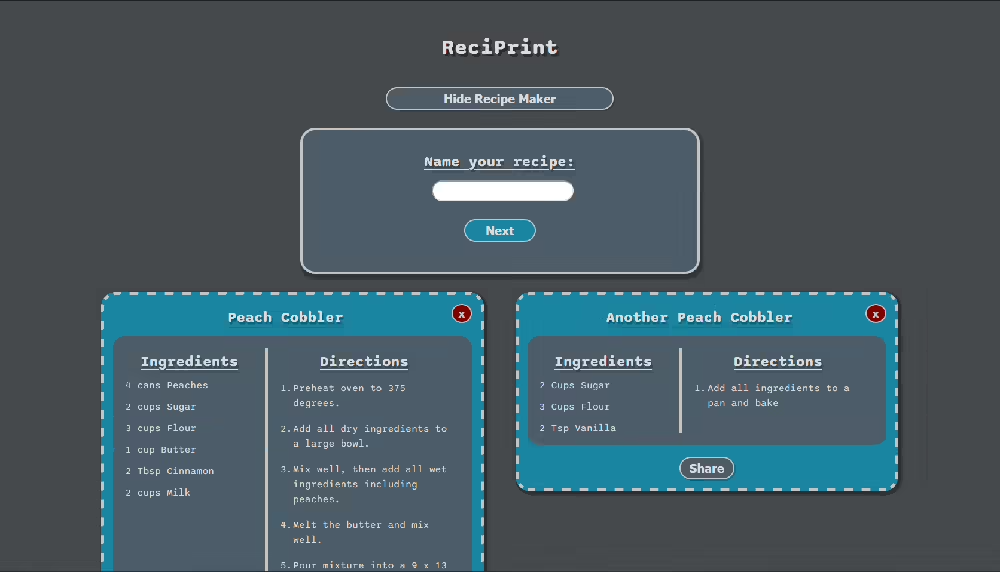 ReciPrint
Hide Recipe Maker
Name your recipe:
Next
Peach Cobbler
x
Ingredients
4 cans Peaches
2 cups Sugar
3 cups Flour
1 cup Butter
2 Tbsp Cinnamon
2 cups Milk
Directions
1. Preheat oven to 375
degrees.
2. Add all dry ingredients to
a large bowl.
3. Mix well, then add all wet
ingredients including
peaches.
4. Melt the butter and mix
well.
5. Pour mixture into a 9 x 13
Another Peach Cobbler
x
Ingredients
2 Cups Sugar
3 Cups Flour
2 Tsp Vanilla
Directions
1. Add all ingredients to a
pan and bake
Share